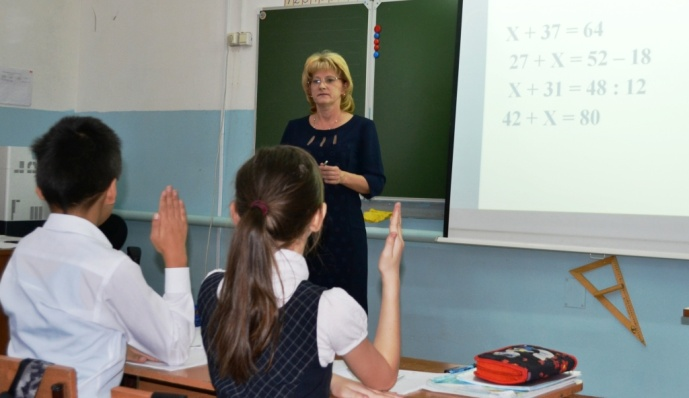 X + 37 = 64
27 + X = 52 – 18
X + 31 = 48 : 12
42 + X = 80